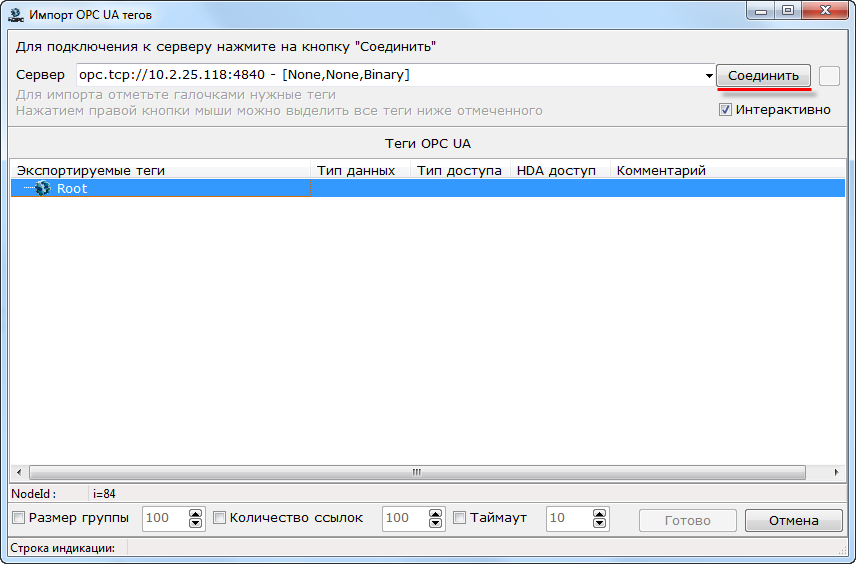 Импорт OPC UA тегов
Для подключения к серверу нажмите на кнопку "Соединить"
Сервер opc.tcp://10.2.25.118:4840 - [None,None,Binary] Соединить
Для импорта отметьте галочками нужные теги
Нажатием правой кнопки мыши можно выделить все теги ниже отмеченного Интерактивно
Теги OPC UA
Экспортируемые теги Тип данных Тип доступа HDA доступ Комментарий
Root
NodeId : i=84
Размер группы 100 Количество ссылок 100 Таймаут 10 Готово Отмена
Строка индикации: